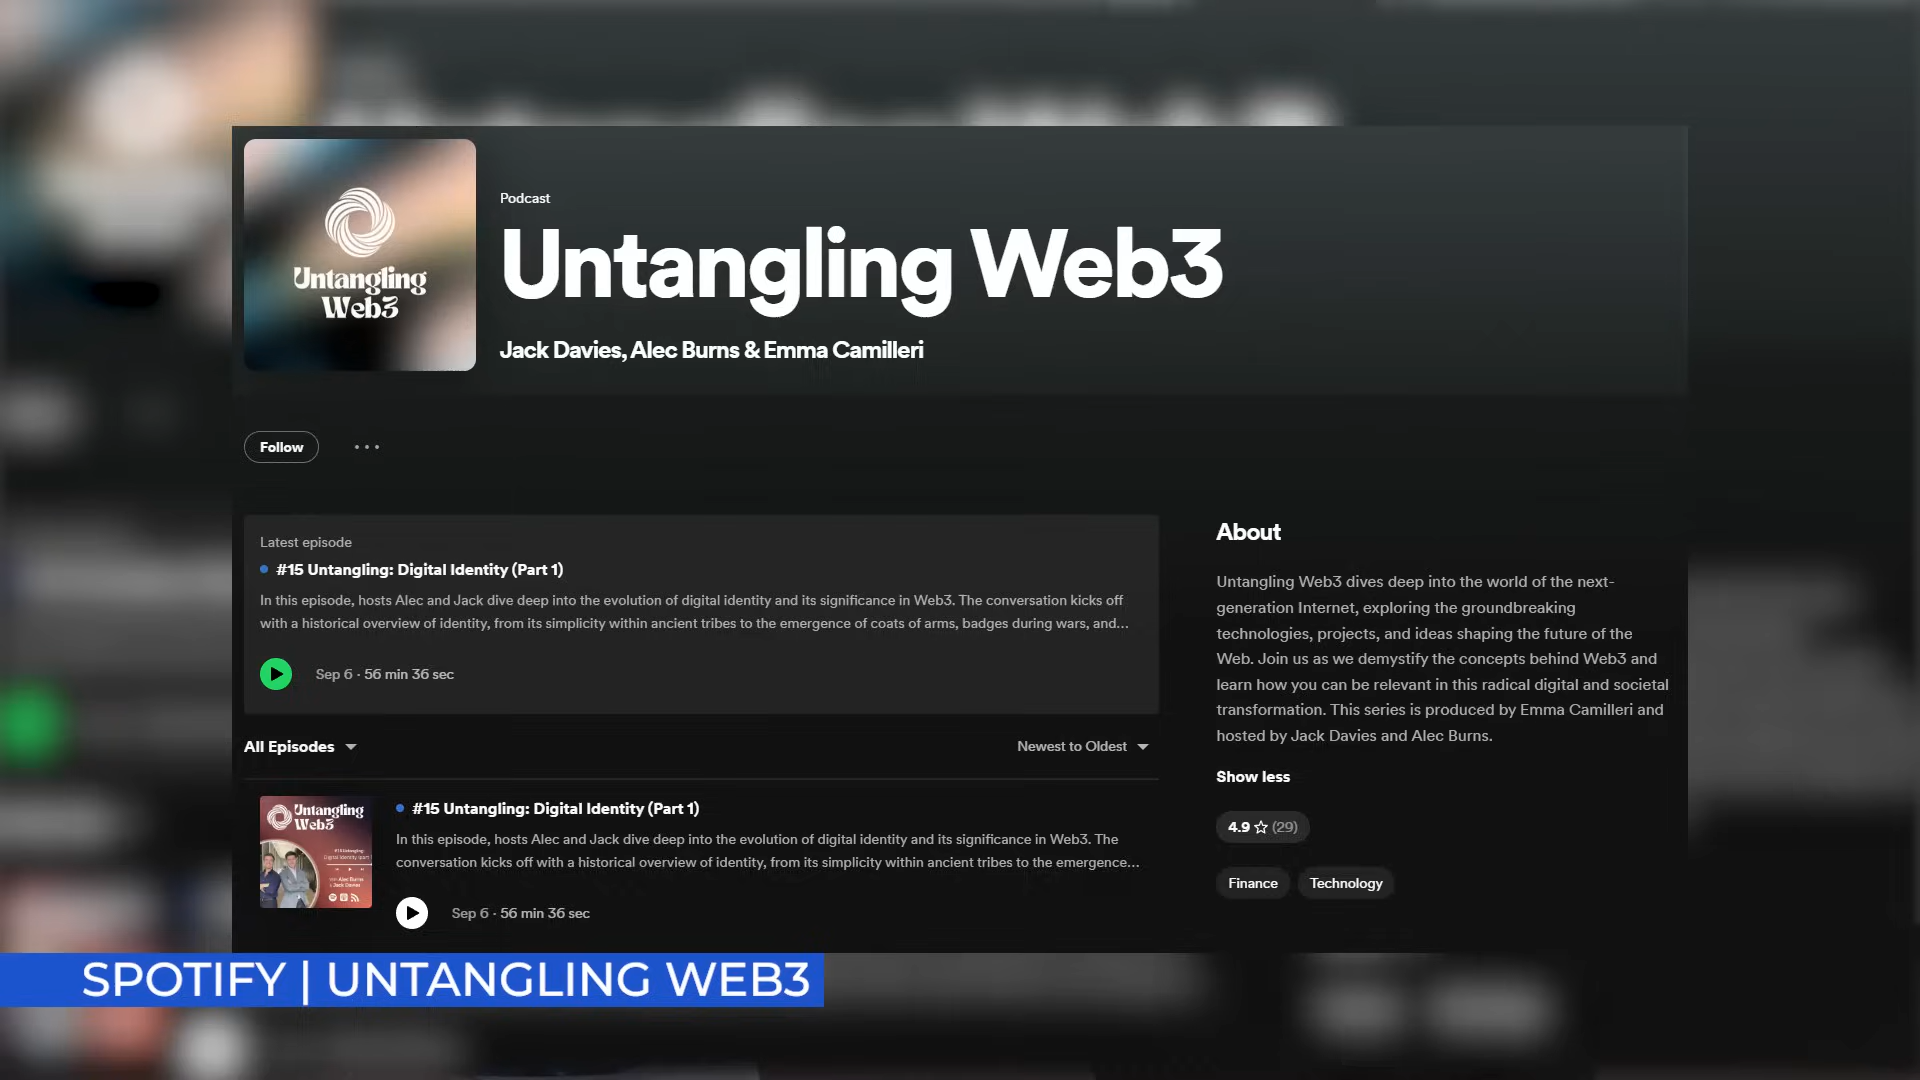 Untangling
Web3
Podcast
Untangling Web3
Jack Davies, Alec Burns & Emma Camilleri
Follow
Latest episode
#15 Untangling: Digital Identity (Part 1)
In this episode, hosts Alec and Jack dive deep into the evolution of digital identity and its significance in Web3. The conversation kicks off
with a historical overview of identity, from its simplicity within ancient tribes to the emergence of coats of arms, badges during wars, and...
Sep 6 · 56 min 36 sec
All Episodes
Newest to Oldest
Untangling
Web3
#15 Untangling:
Digital Identity (part
with Alec Burns
& Jack Davies
#15 Untangling: Digital Identity (Part 1)
In this episode, hosts Alec and Jack dive deep into the evolution of digital identity and its significance in Web3. The
conversation kicks off with a historical overview of identity, from its simplicity within ancient tribes to the emergence...
Sep 6 · 56 min 36 sec
About
Untangling Web3 dives deep into the world of the next-
generation Internet, exploring the groundbreaking
technologies, projects, and ideas shaping the future of the
Web. Join us as we demystify the concepts behind Web3 and
learn how you can be relevant in this radical digital and societal
transformation. This series is produced by Emma Camilleri and
hosted by Jack Davies and Alec Burns.
Show less
4.9 ☆ (29)
Finance
Technology
SPOTIFY | UNTANGLING WEB3